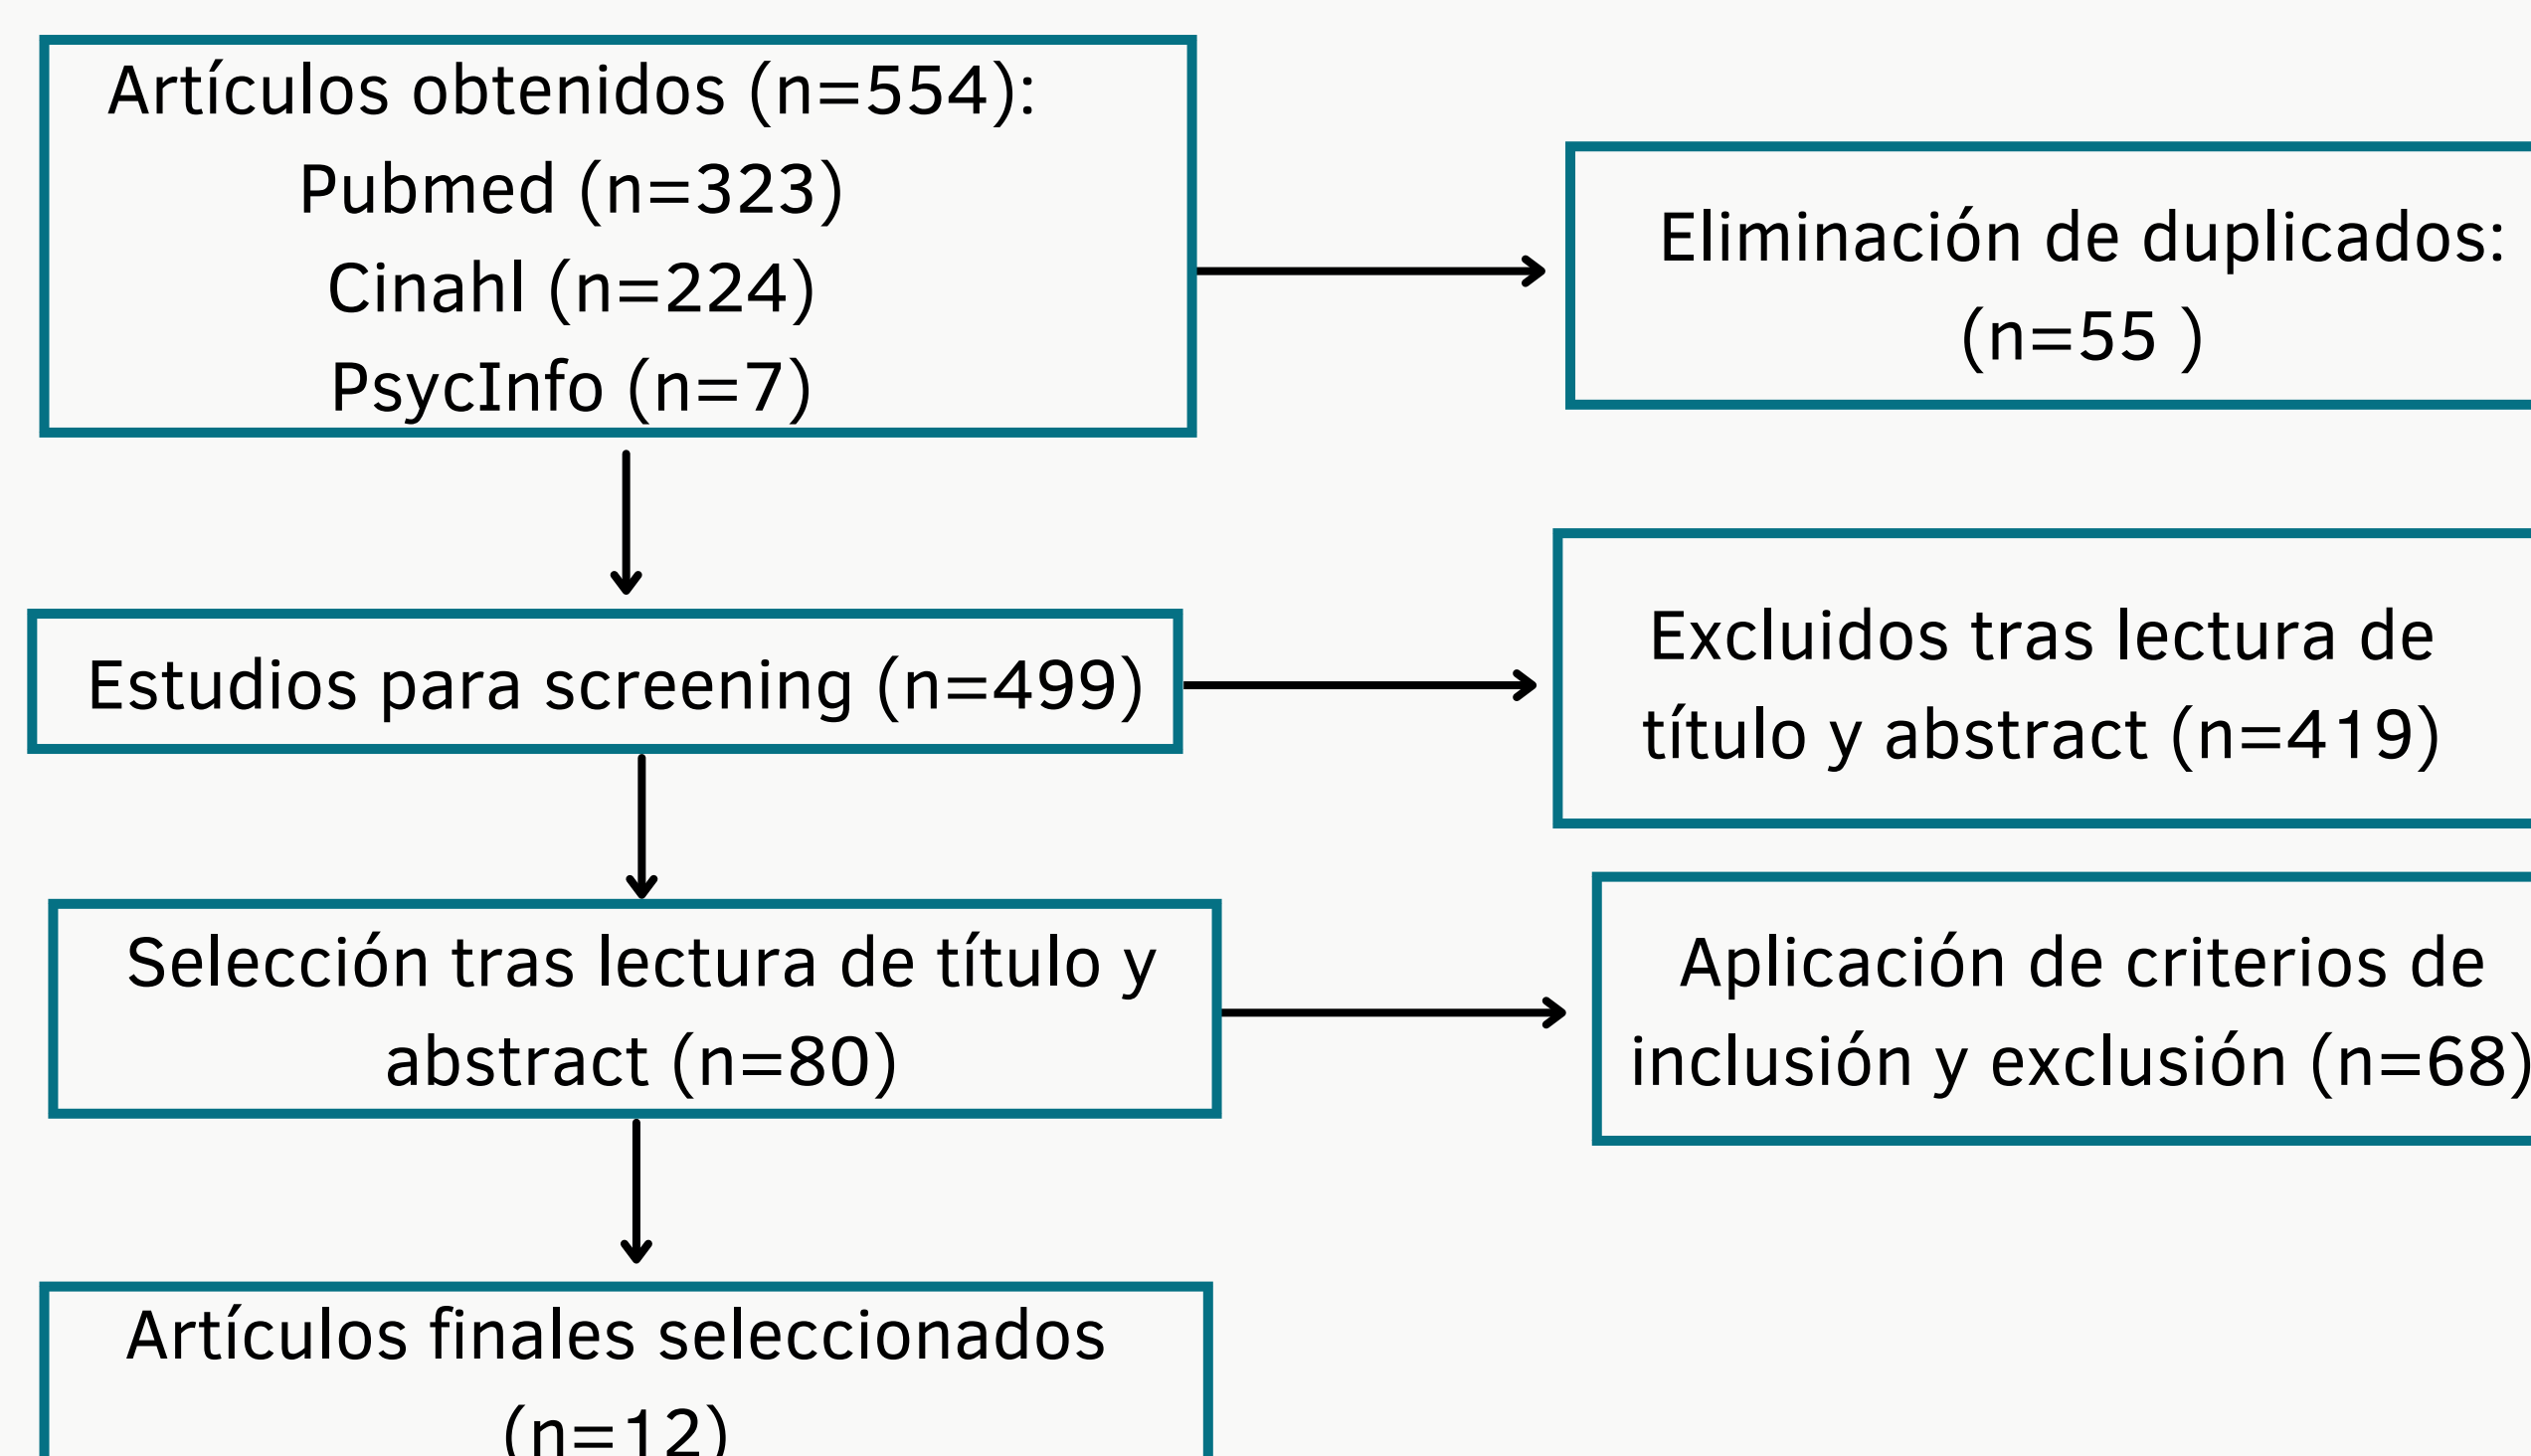 Artículos obtenidos (n=554):
Pubmed (n=323)
Cinahl (n=224)
PsycInfo (n=7)
Eliminación de duplicados:
(n=55 )
Estudios para screening (n=499)
Excluidos tras lectura de
título y abstract (n=419)
Selección tras lectura de título y
abstract (n=80)
Aplicación de criterios de
inclusión y exclusión (n=68)
Artículos finales seleccionados
(n=12)